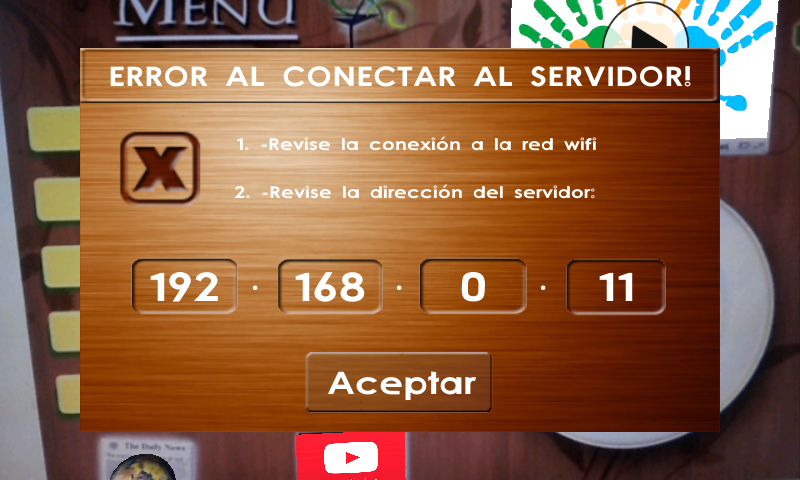 MENU
ERROR AL CONECTAR AL SERVIDOR!
1. -Revise la conexión a la red wifi
2. -Revise la dirección del servidor:
192 . 168 . 0 . 11
Aceptar
The Daily News